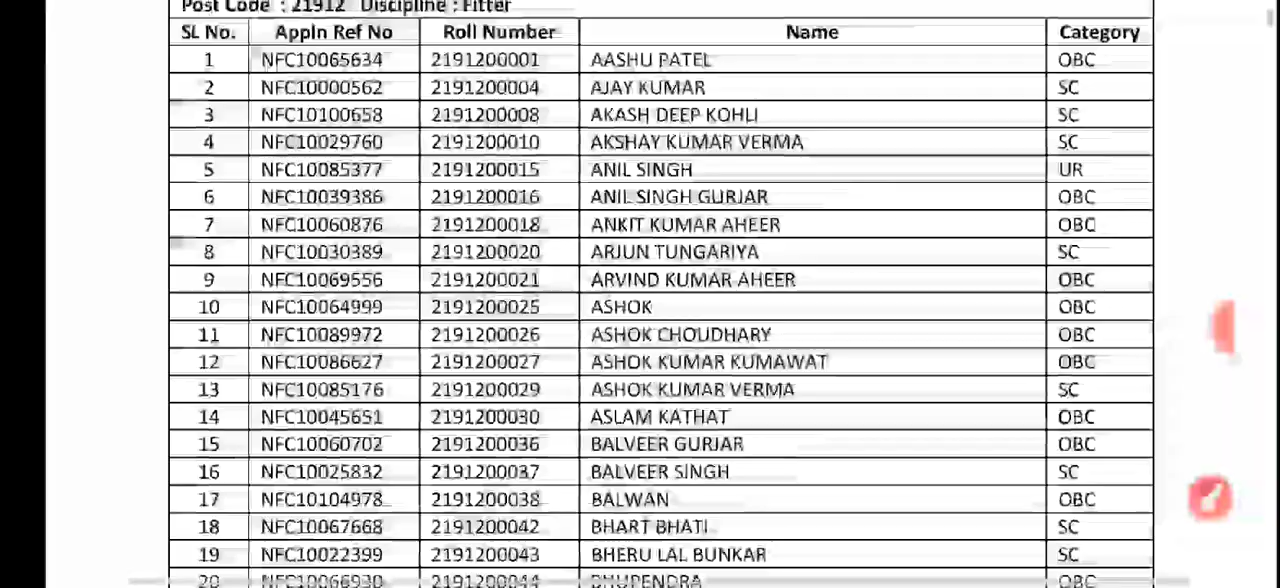 Post Code : 21912 Discipline : Fitter
SL No. Appln Ref No Roll Number Name Category
1 NFC10065634 2191200001 AASHU PATEL OBC
2 NFC10000562 2191200004 AJAY KUMAR SC
3 NFC10100658 2191200008 AKASH DEEP KOHLI SC
4 NFC10029760 2191200010 AKSHAY KUMAR VERMA SC
5 NFC10085377 2191200015 ANIL SINGH UR
6 NFC10039386 2191200016 ANIL SINGH GURJAR OBC
7 NFC10060876 2191200018 ANKIT KUMAR AHEER OBC
8 NFC10030389 2191200020 ARJUN TUNGARIYA SC
9 NFC10069556 2191200021 ARVIND KUMAR AHEER OBC
10 NFC10064999 2191200025 ASHOK OBC
11 NFC10089972 2191200026 ASHOK CHOUDHARY OBC
12 NFC10086627 2191200027 ASHOK KUMAR KUMAWAT OBC
13 NFC10085176 2191200029 ASHOK KUMAR VERMA SC
14 NFC10045651 2191200030 ASLAM KATHAT OBC
15 NFC10060702 2191200036 BALVEER GURJAR OBC
16 NFC10025832 2191200037 BALVEER SINGH SC
17 NFC10104978 2191200038 BALWAN OBC
18 NFC10067668 2191200042 BHART BHATI SC
19 NFC10022399 2191200043 BHERU LAL BUNKAR SC
20 NFC10066930 2191200044 BHUPENDRA OBC